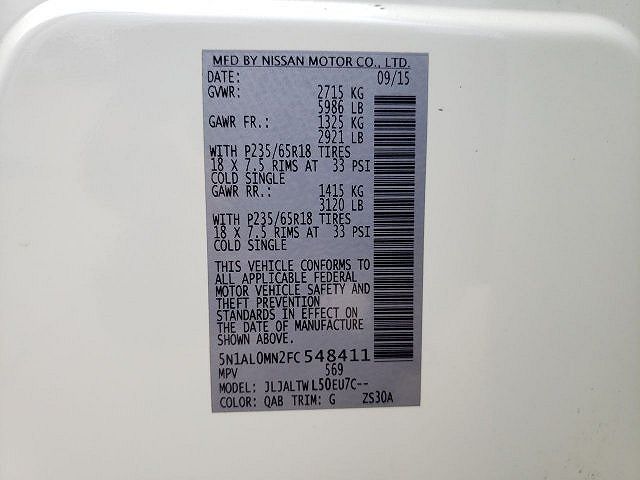 MFD BY NISSAN MOTOR CO., LTD.
DATE: 09/15
GVWR: 2715 KG
5986 LB
GAWR FR.: 1325 KG
2921 LB
WITH P235/65R18 TIRES
18 X 7.5 RIMS AT 33 PSI
COLD SINGLE
GAWR RR.: 1415 KG
3120 LB
WITH P235/65R18 TIRES
18 X 7.5 RIMS AT 33 PSI
COLD SINGLE
THIS VEHICLE CONFORMS TO
ALL APPLICABLE FEDERAL
MOTOR VEHICLE SAFETY AND
THEFT PREVENTION
STANDARDS IN EFFECT ON
THE DATE OF MANUFACTURE
SHOWN ABOVE.
5N1AL0MN2FC548411
MPV 569
MODEL: JLJALTWL50EU7C--
COLOR: QAB TRIM: G ZS30A